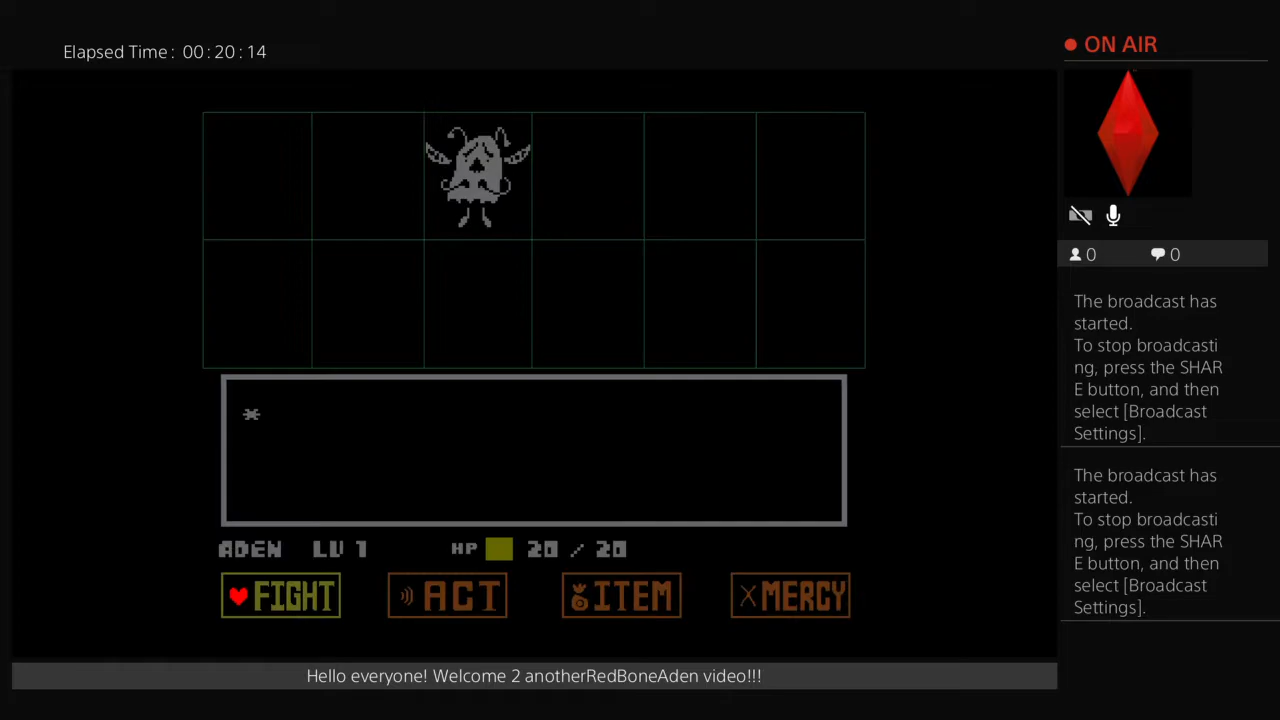 Elapsed Time: 00:20:14
ON AIR
0 0
The broadcast has
started.
To stop broadcasti
ng, press the SHAR
E button, and then
select [Broadcast
Settings].
The broadcast has
started.
To stop broadcasti
ng, press the SHAR
E button, and then
select [Broadcast
Settings].
*
ADEN LV 1 HP 20 / 20
FIGHT ACT ITEM MERCY
Hello everyone! Welcome 2 anotherRedBoneAden video!!!